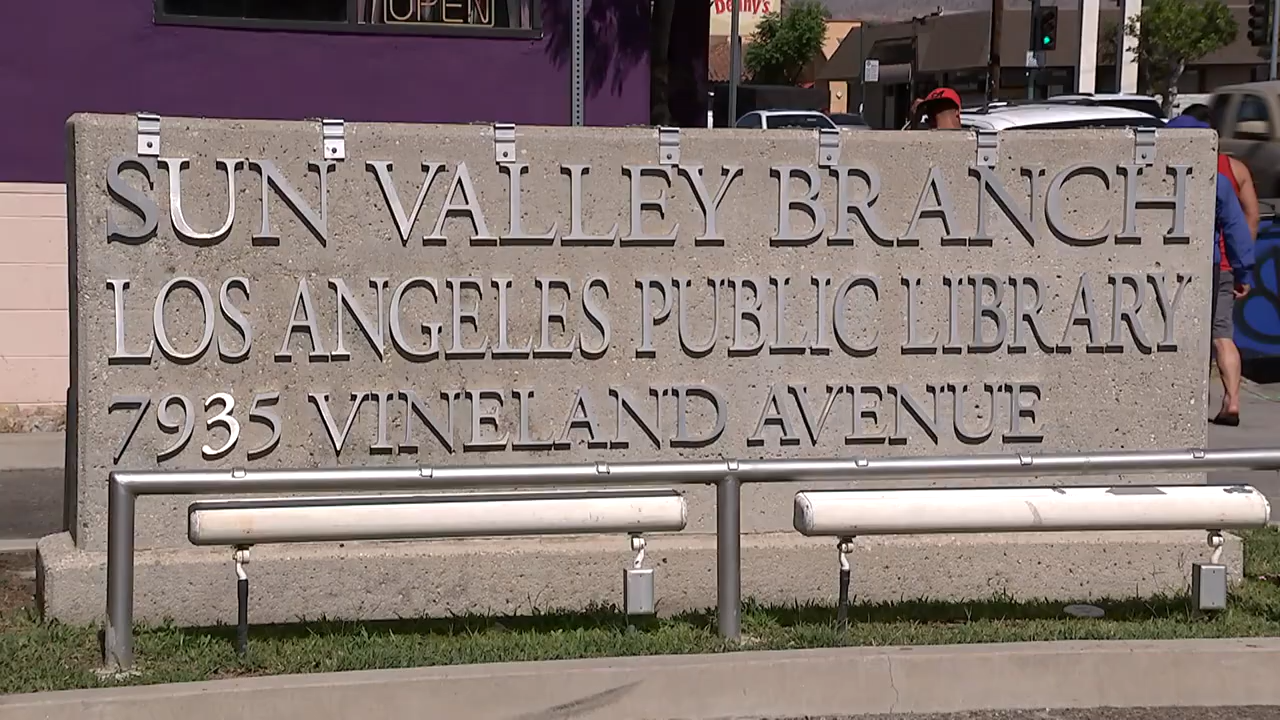 OPEN
Denny's
SUN VALLEY BRANCH
LOS ANGELES PUBLIC LIBRARY
7935 VINELAND AVENUE